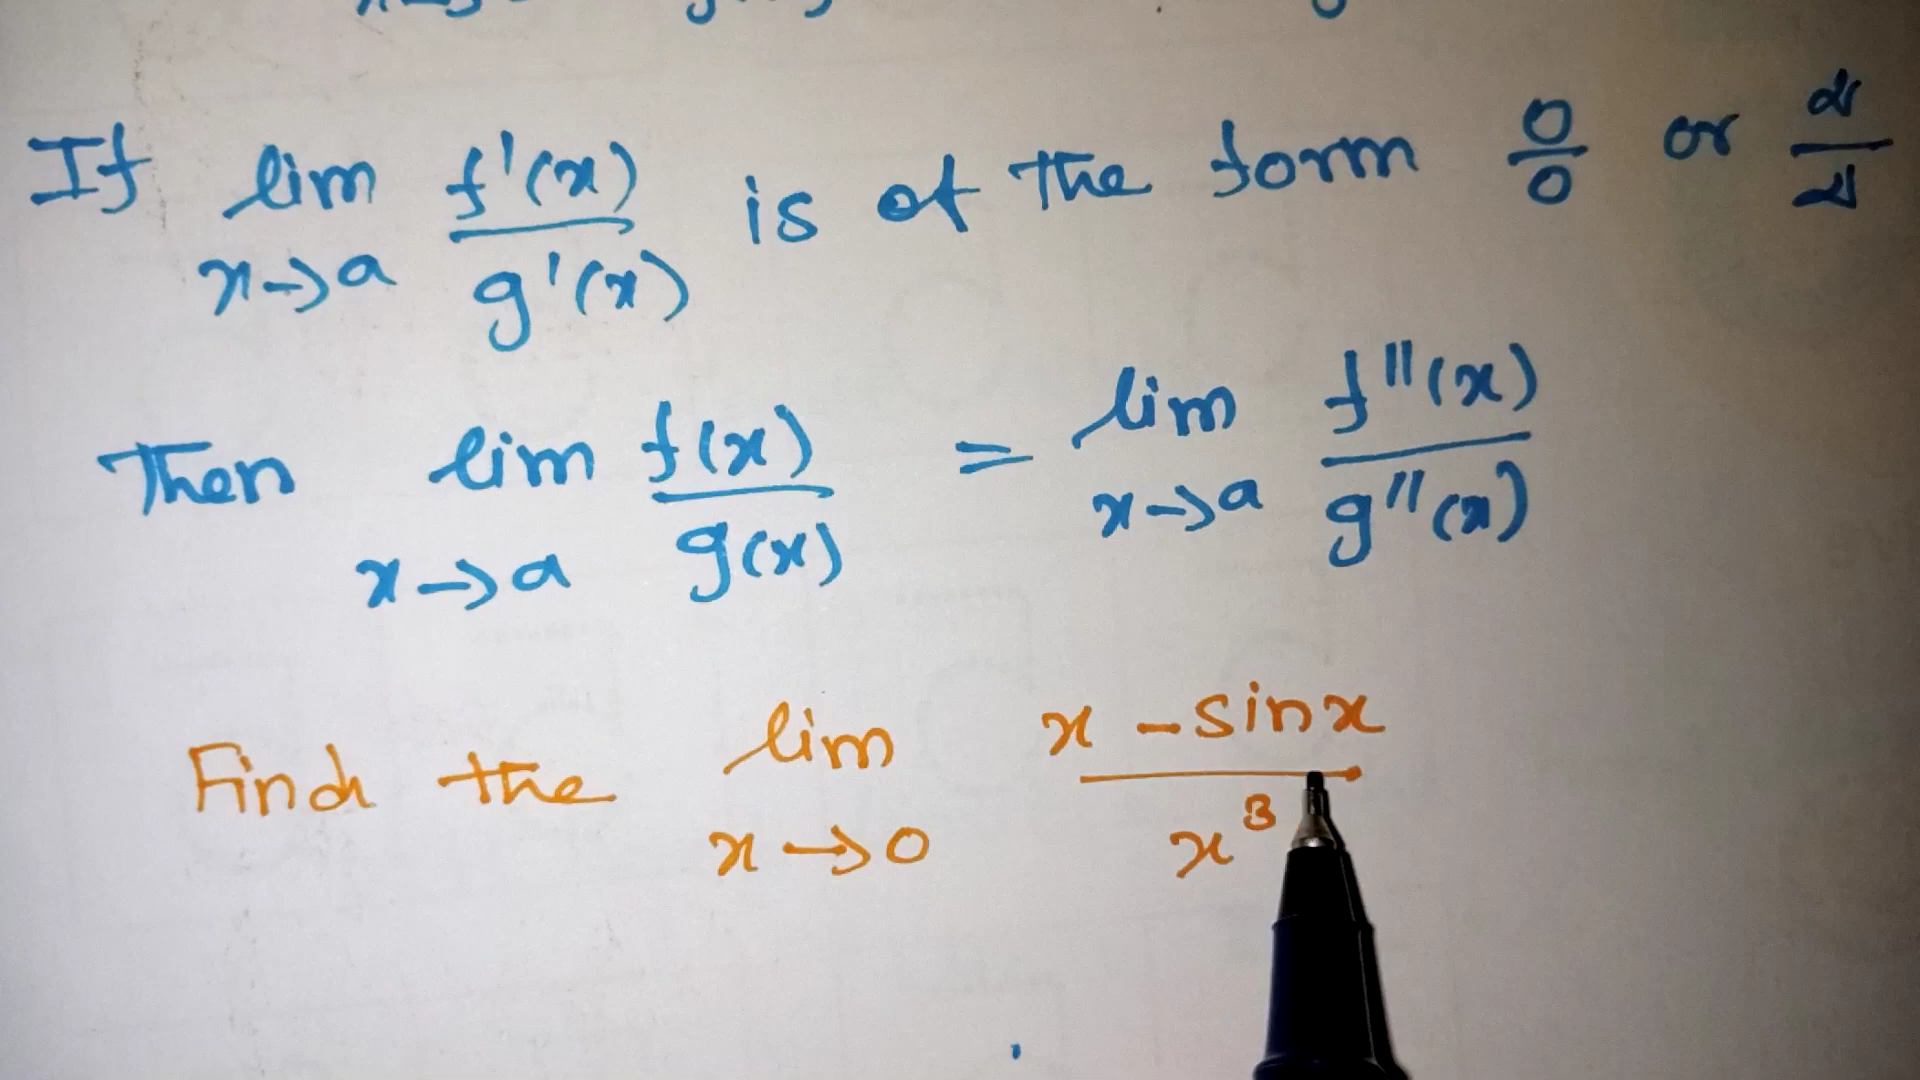 If lim x→a f'(x)/g'(x) is of the form 0/0 or ∞/∞
Then lim x→a f(x)/g(x) = lim x→a f''(x)/g''(x)
Find the lim x→0 x - sinx / x³